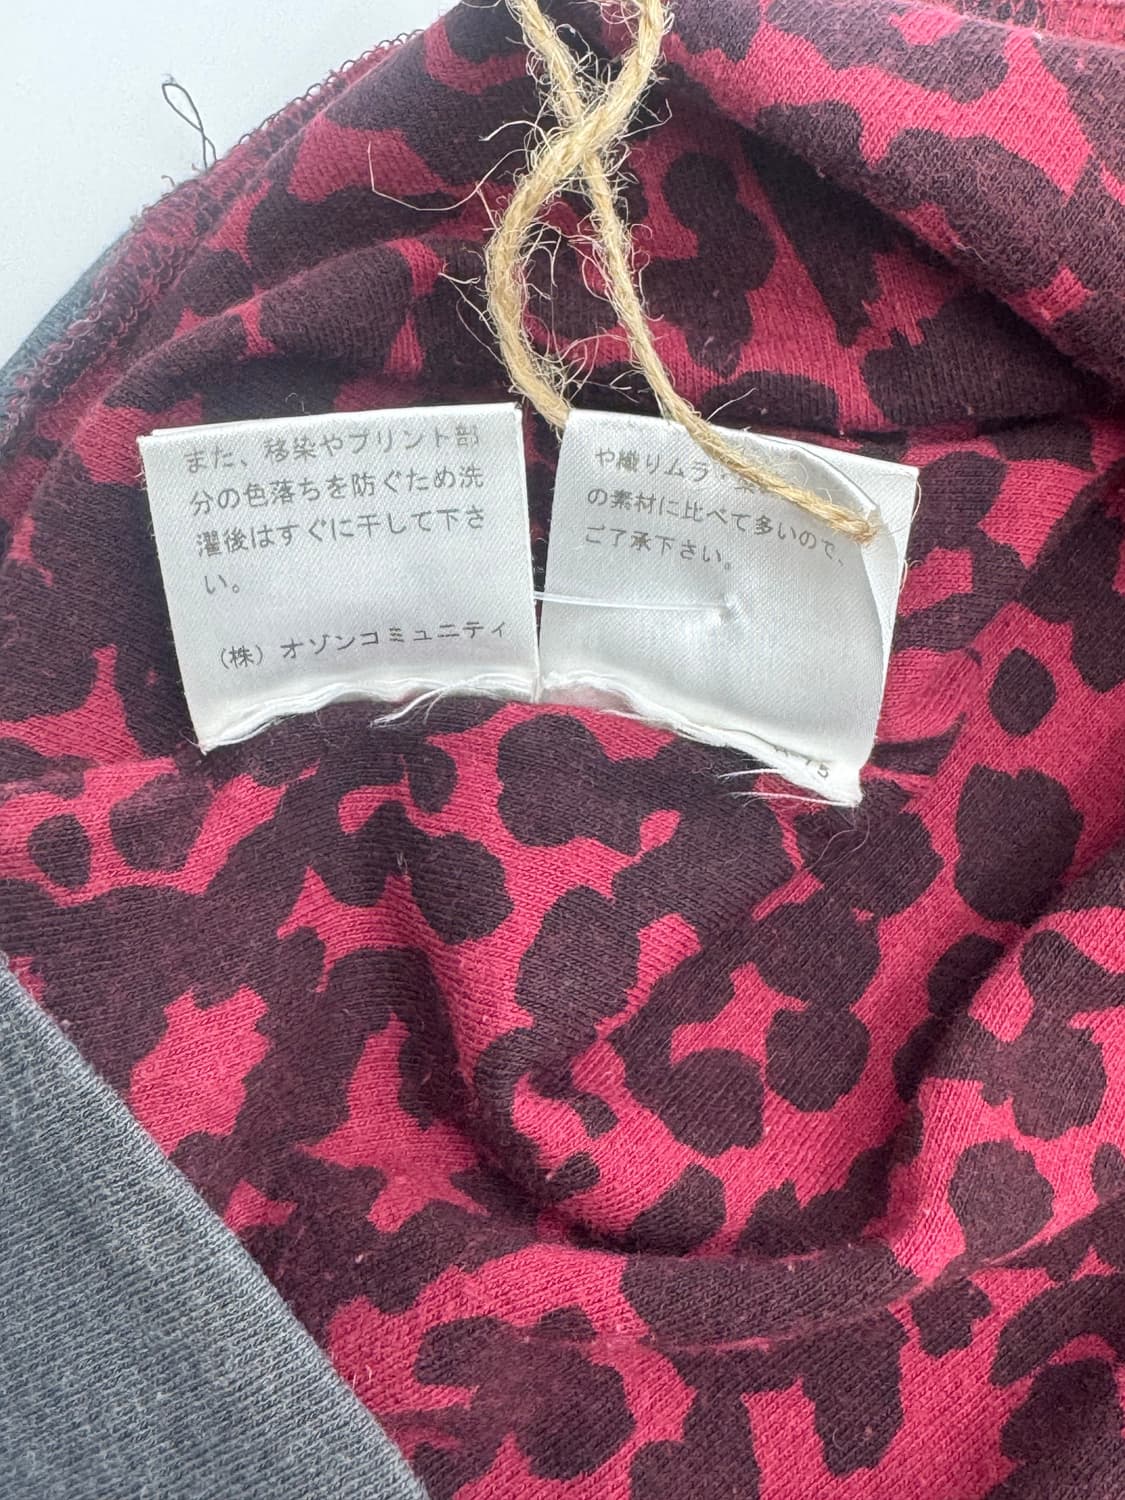 また、移染やプリント部
分の色落ちを防ぐため洗
濯後はすぐに干して下さ
い。
(株) オゾンコミュニティ
や織りムラ
の素材に比べて多いので、
ご了承下さい。
75